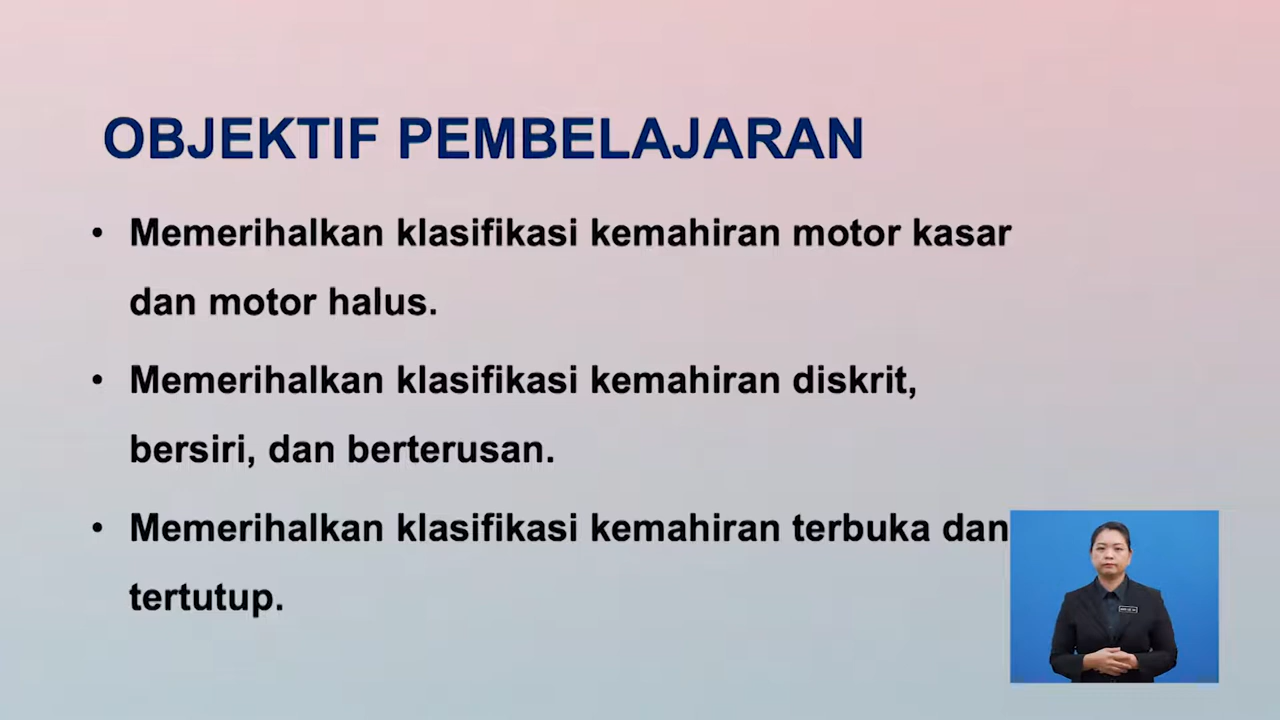 OBJEKTIF PEMBELAJARAN
• Memerihalkan klasifikasi kemahiran motor kasar
dan motor halus.
• Memerihalkan klasifikasi kemahiran diskrit,
bersiri, dan berterusan.
• Memerihalkan klasifikasi kemahiran terbuka dan
tertutup.